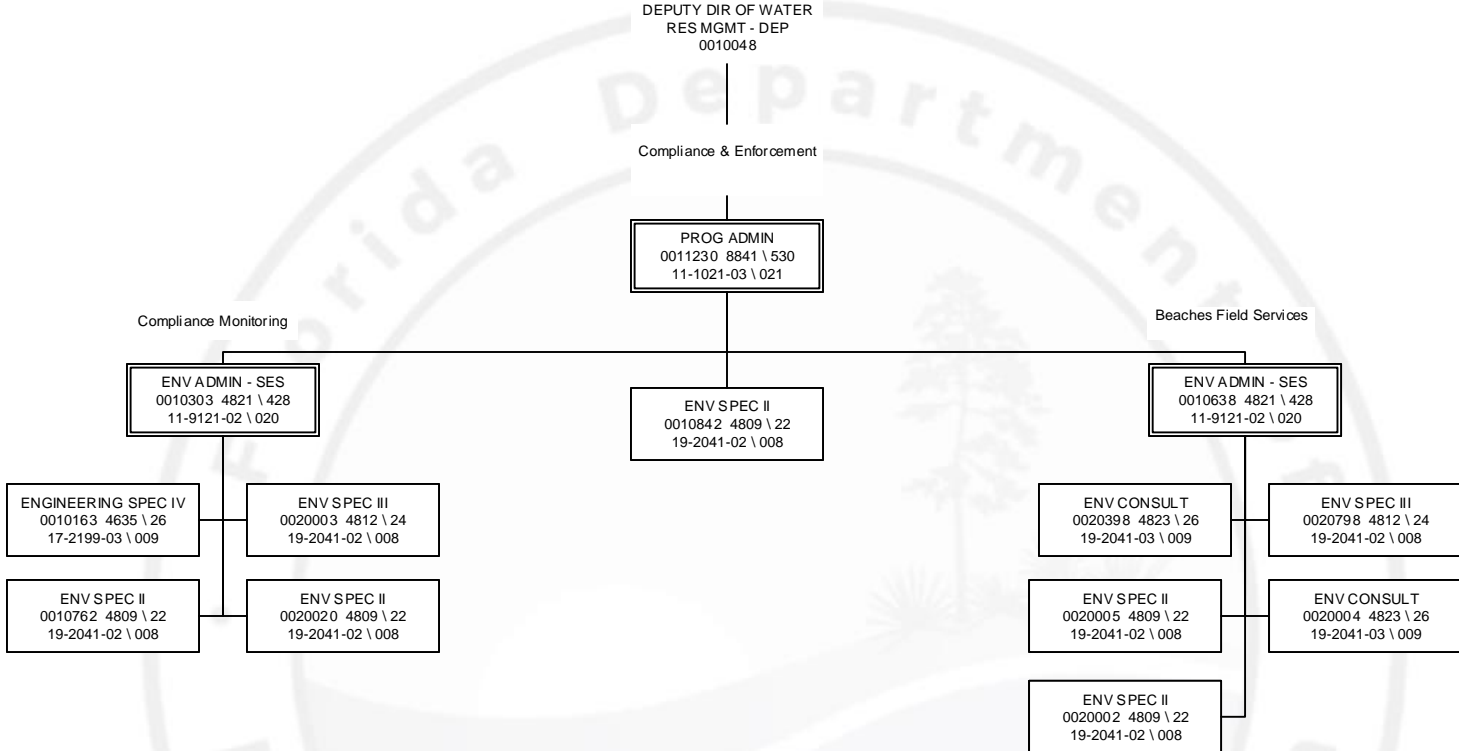 DEPUTY DIR OF WATER
RES MGMT - DEP
0010048
Florida Department of
Compliance & Enforcement
PROG ADMIN
0011230 8841 \ 530
11-1021-03 \ 021
Compliance Monitoring
Beaches Field Services
ENV ADMIN - SES
0010303 4821 \ 428
11-9121-02 \ 020
ENV SPEC II
0010842 4809 \ 22
19-2041-02 \ 008
ENV ADMIN - SES
0010638 4821 \ 428
11-9121-02 \ 020
ENGINEERING SPEC IV
0010163 4635 \ 26
17-2199-03 \ 009
ENV SPEC III
0020003 4812 \ 24
19-2041-02 \ 008
ENV SPEC II
0010762 4809 \ 22
19-2041-02 \ 008
ENV SPEC II
0020020 4809 \ 22
19-2041-02 \ 008
ENV CONSULT
0020398 4823 \ 26
19-2041-03 \ 009
ENV SPEC III
0020798 4812 \ 24
19-2041-02 \ 008
ENV SPEC II
0020005 4809 \ 22
19-2041-02 \ 008
ENV CONSULT
0020004 4823 \ 26
19-2041-03 \ 009
ENV SPEC II
0020002 4809 \ 22
19-2041-02 \ 008